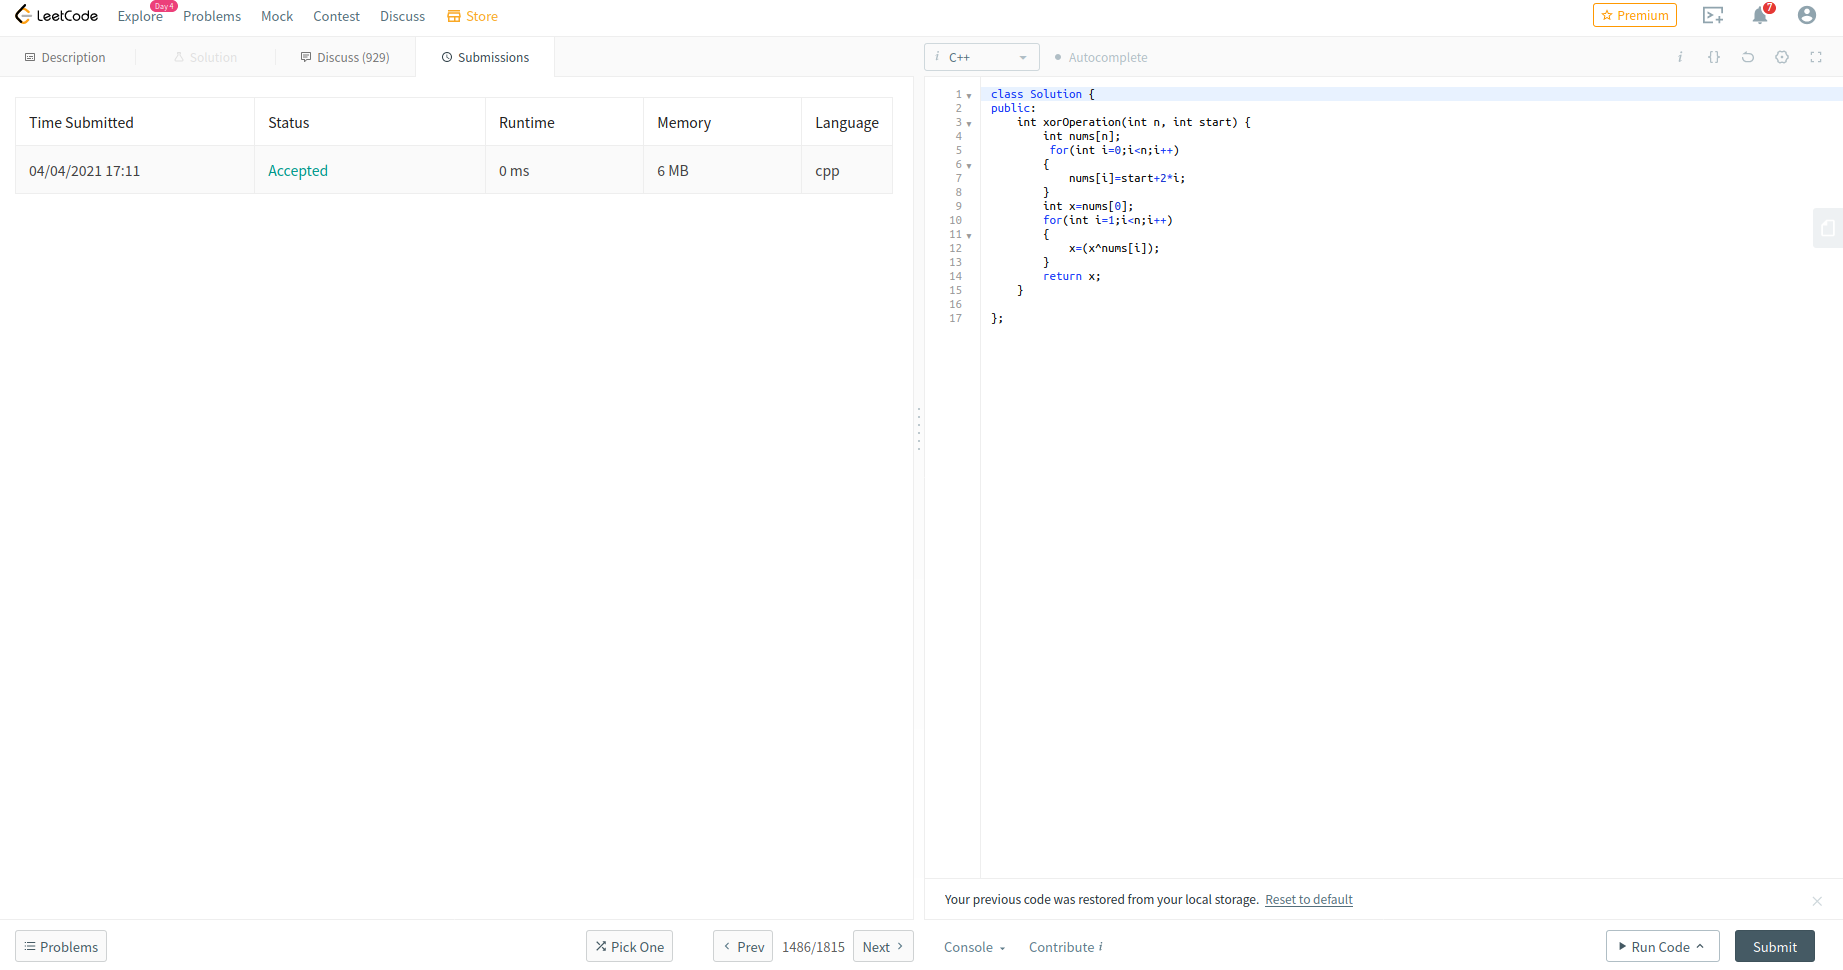 LeetCode
Explore
Day 4
Problems
Mock
Contest
Discuss
Store
Premium
7
Description
Solution
Discuss (929)
Submissions
i C++
Autocomplete
i
{}
Time Submitted Status Runtime Memory Language
04/04/2021 17:11 Accepted 0 ms 6 MB cpp
1 class Solution {
2 public:
3     int xorOperation(int n, int start) {
4         int nums[n];
5          for(int i=0;i<n;i++)
6         {
7             nums[i]=start+2*i;
8         }
9         int x=nums[0];
10         for(int i=1;i<n;i++)
11         {
12             x=(x^nums[i]);
13         }
14         return x;
15     }
16
17 };
Your previous code was restored from your local storage. Reset to default
Problems
Pick One
Prev
1486/1815
Next
Console
Contribute i
Run Code
Submit